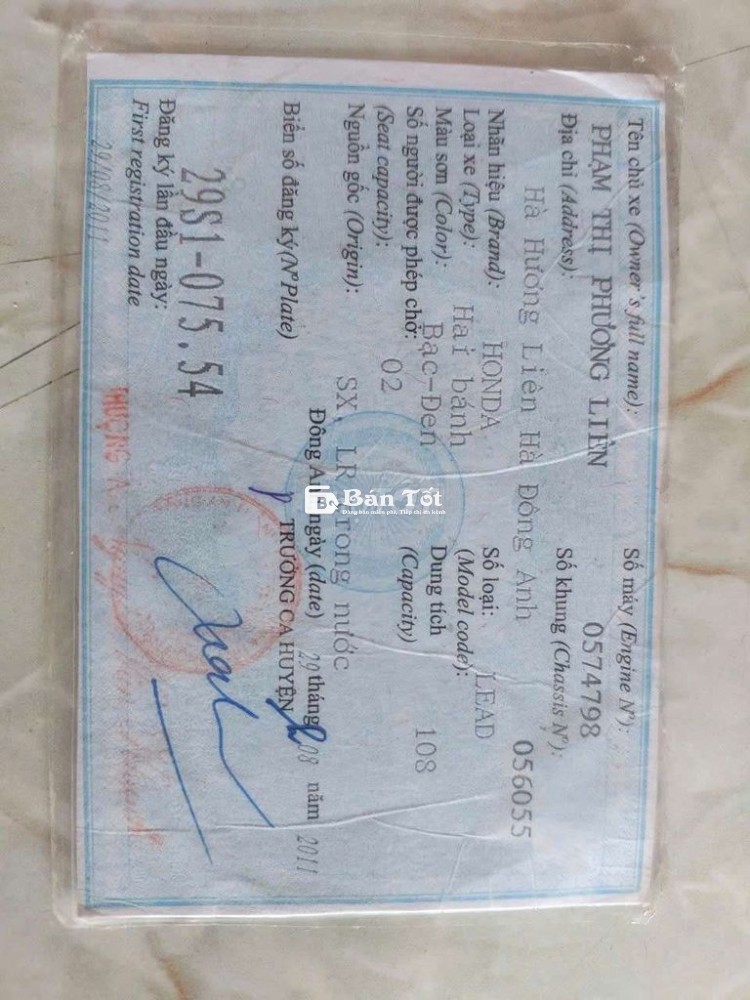 Tên chủ xe (Owner's full name):
PHẠM THỊ PHƯƠNG LIÊN
Số máy (Engine Nº):
0574798
Địa chỉ (Address):
Số khung (Chassis Nº):
056055
Hà Hương Liên Hà Đông Anh
Nhãn hiệu (Brand): HONDA
Số loại: LEAD
(Model code):
Loại xe (Type): Hai bánh
Màu sơn (Color): Bạc-Đen
Dung tích 108
(Capacity)
Số người được phép chở: 02
(Seat capacity):
Nguồn gốc (Origin): SX, LR trong nước
Đông Anh ngày (date) 29 tháng 08 năm 2011
Biển số đăng ký(NºPlate)
TRƯỞNG CA HUYỆN
29S1-075.54
Đăng ký lần đầu ngày:
First registration date
29/08/2011
Bán Tốt